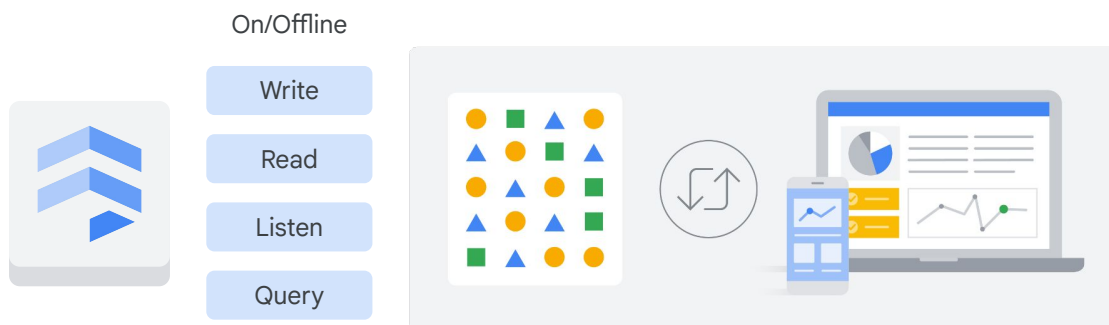 On/Offline
Write
Read
Listen
Query